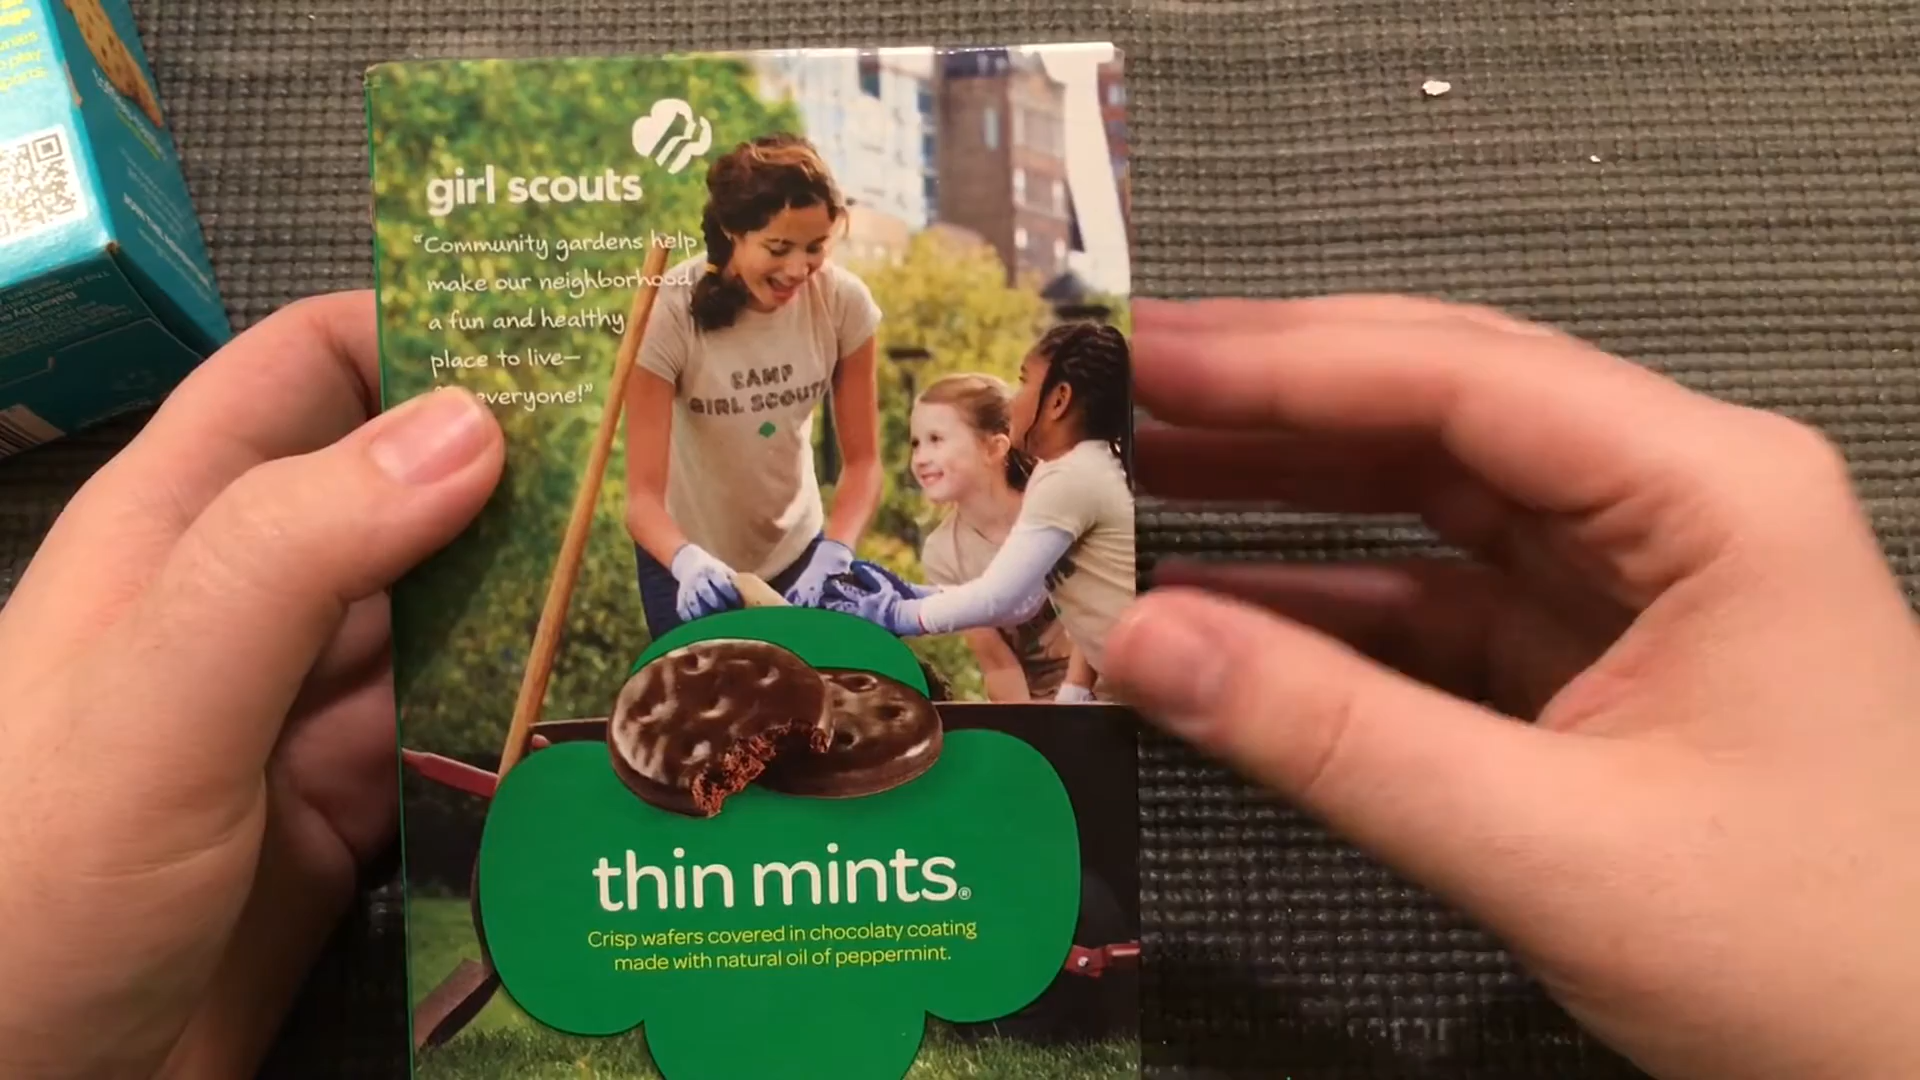 girl scouts
"Community gardens help
make our neighborhood
a fun and healthy
place to live—
everyone!"
CAMP
GIRL SCOUTS
thin mints®
Crisp wafers covered in chocolaty coating
made with natural oil of peppermint.
play